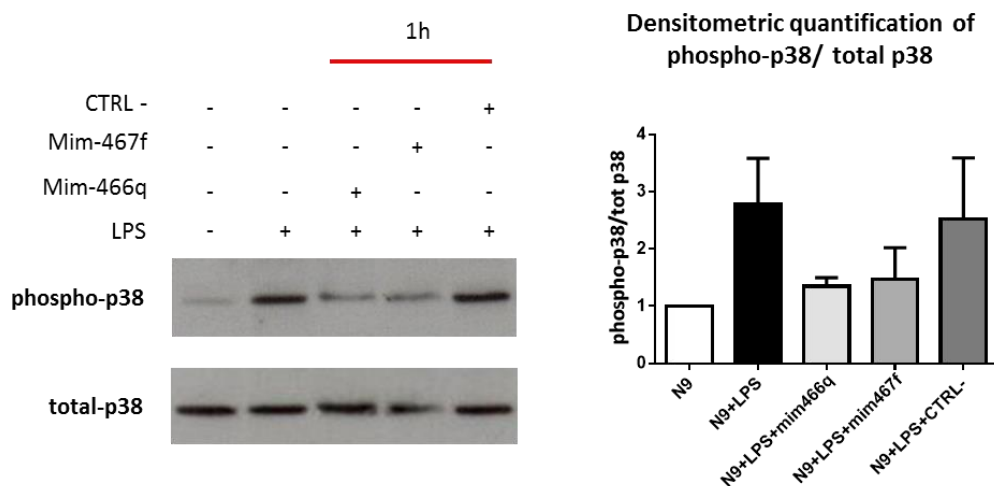 1h
CTRL - - - - - +
Mim-467f - - - + -
Mim-466q - - + - -
LPS - + + + +
phospho-p38
total-p38
Densitometric quantification of
phospho-p38/ total p38
phospho-p38/tot p38
4
3
2
1
0
N9
N9+LPS
N9+LPS+mim466q
N9+LPS+mim467f
N9+LPS+CTRL-